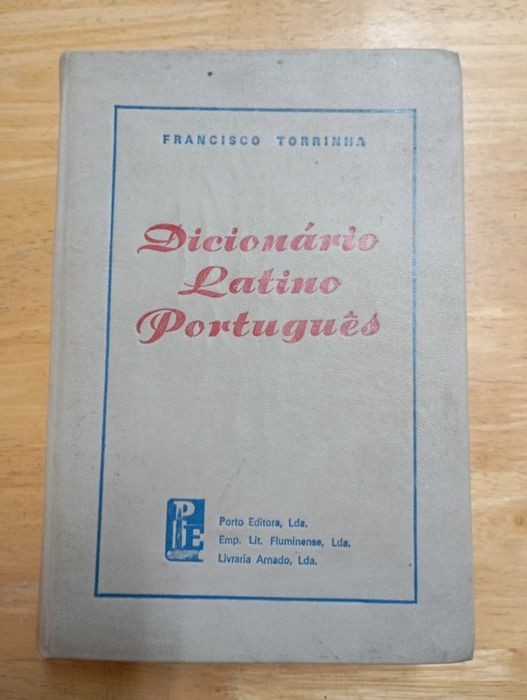 FRANCISCO TORRINHA
Dicionário
Latino
Português
PE
Porto Editora, Lda.
Emp. Lit. Fluminense, Lda.
Livraria Arnado, Lda.